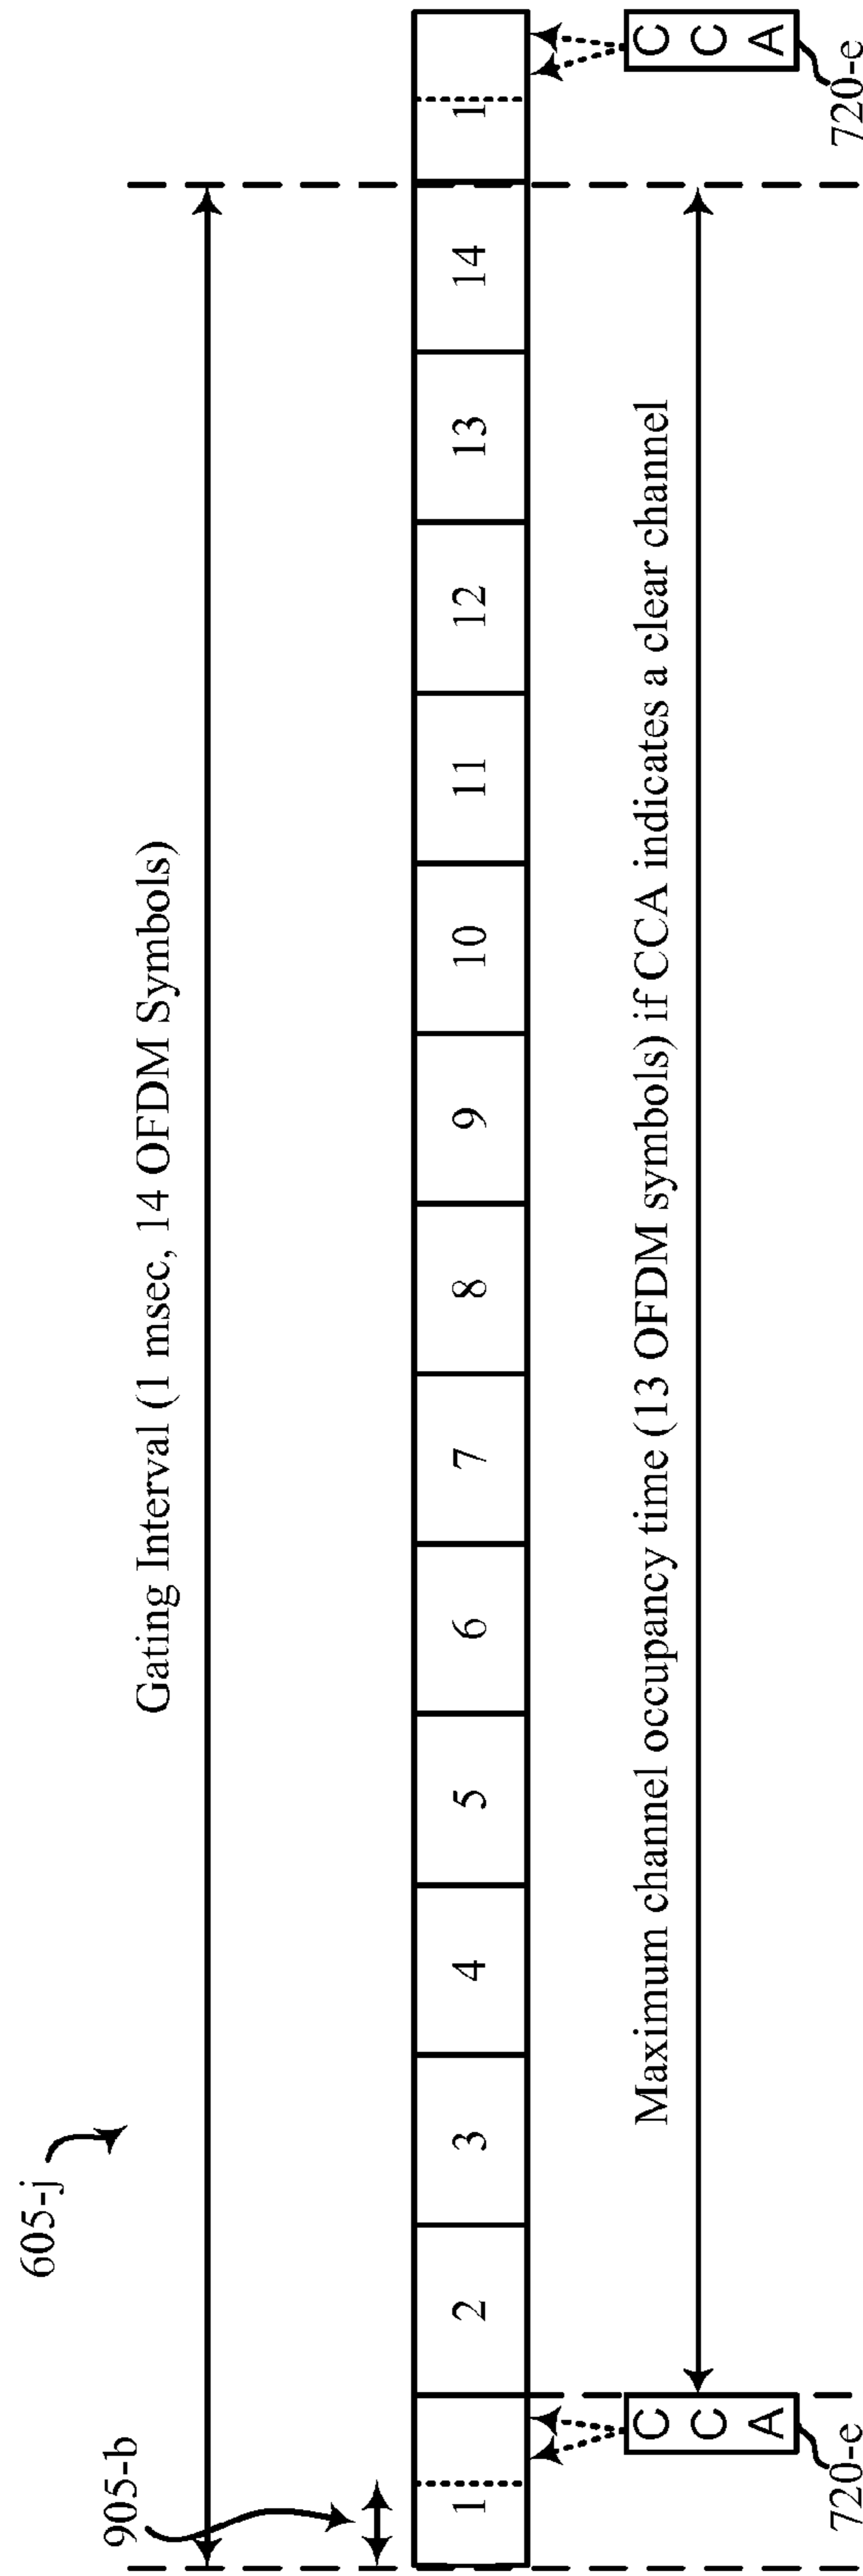 605-j
Gating Interval (1 msec, 14 OFDM Symbols)
905-b
1 2 3 4 5 6 7 8 9 10 11 12 13 14 1
Maximum channel occupancy time (13 OFDM symbols) if CCA indicates a clear channel
CCA
CCA
720-e
720-e